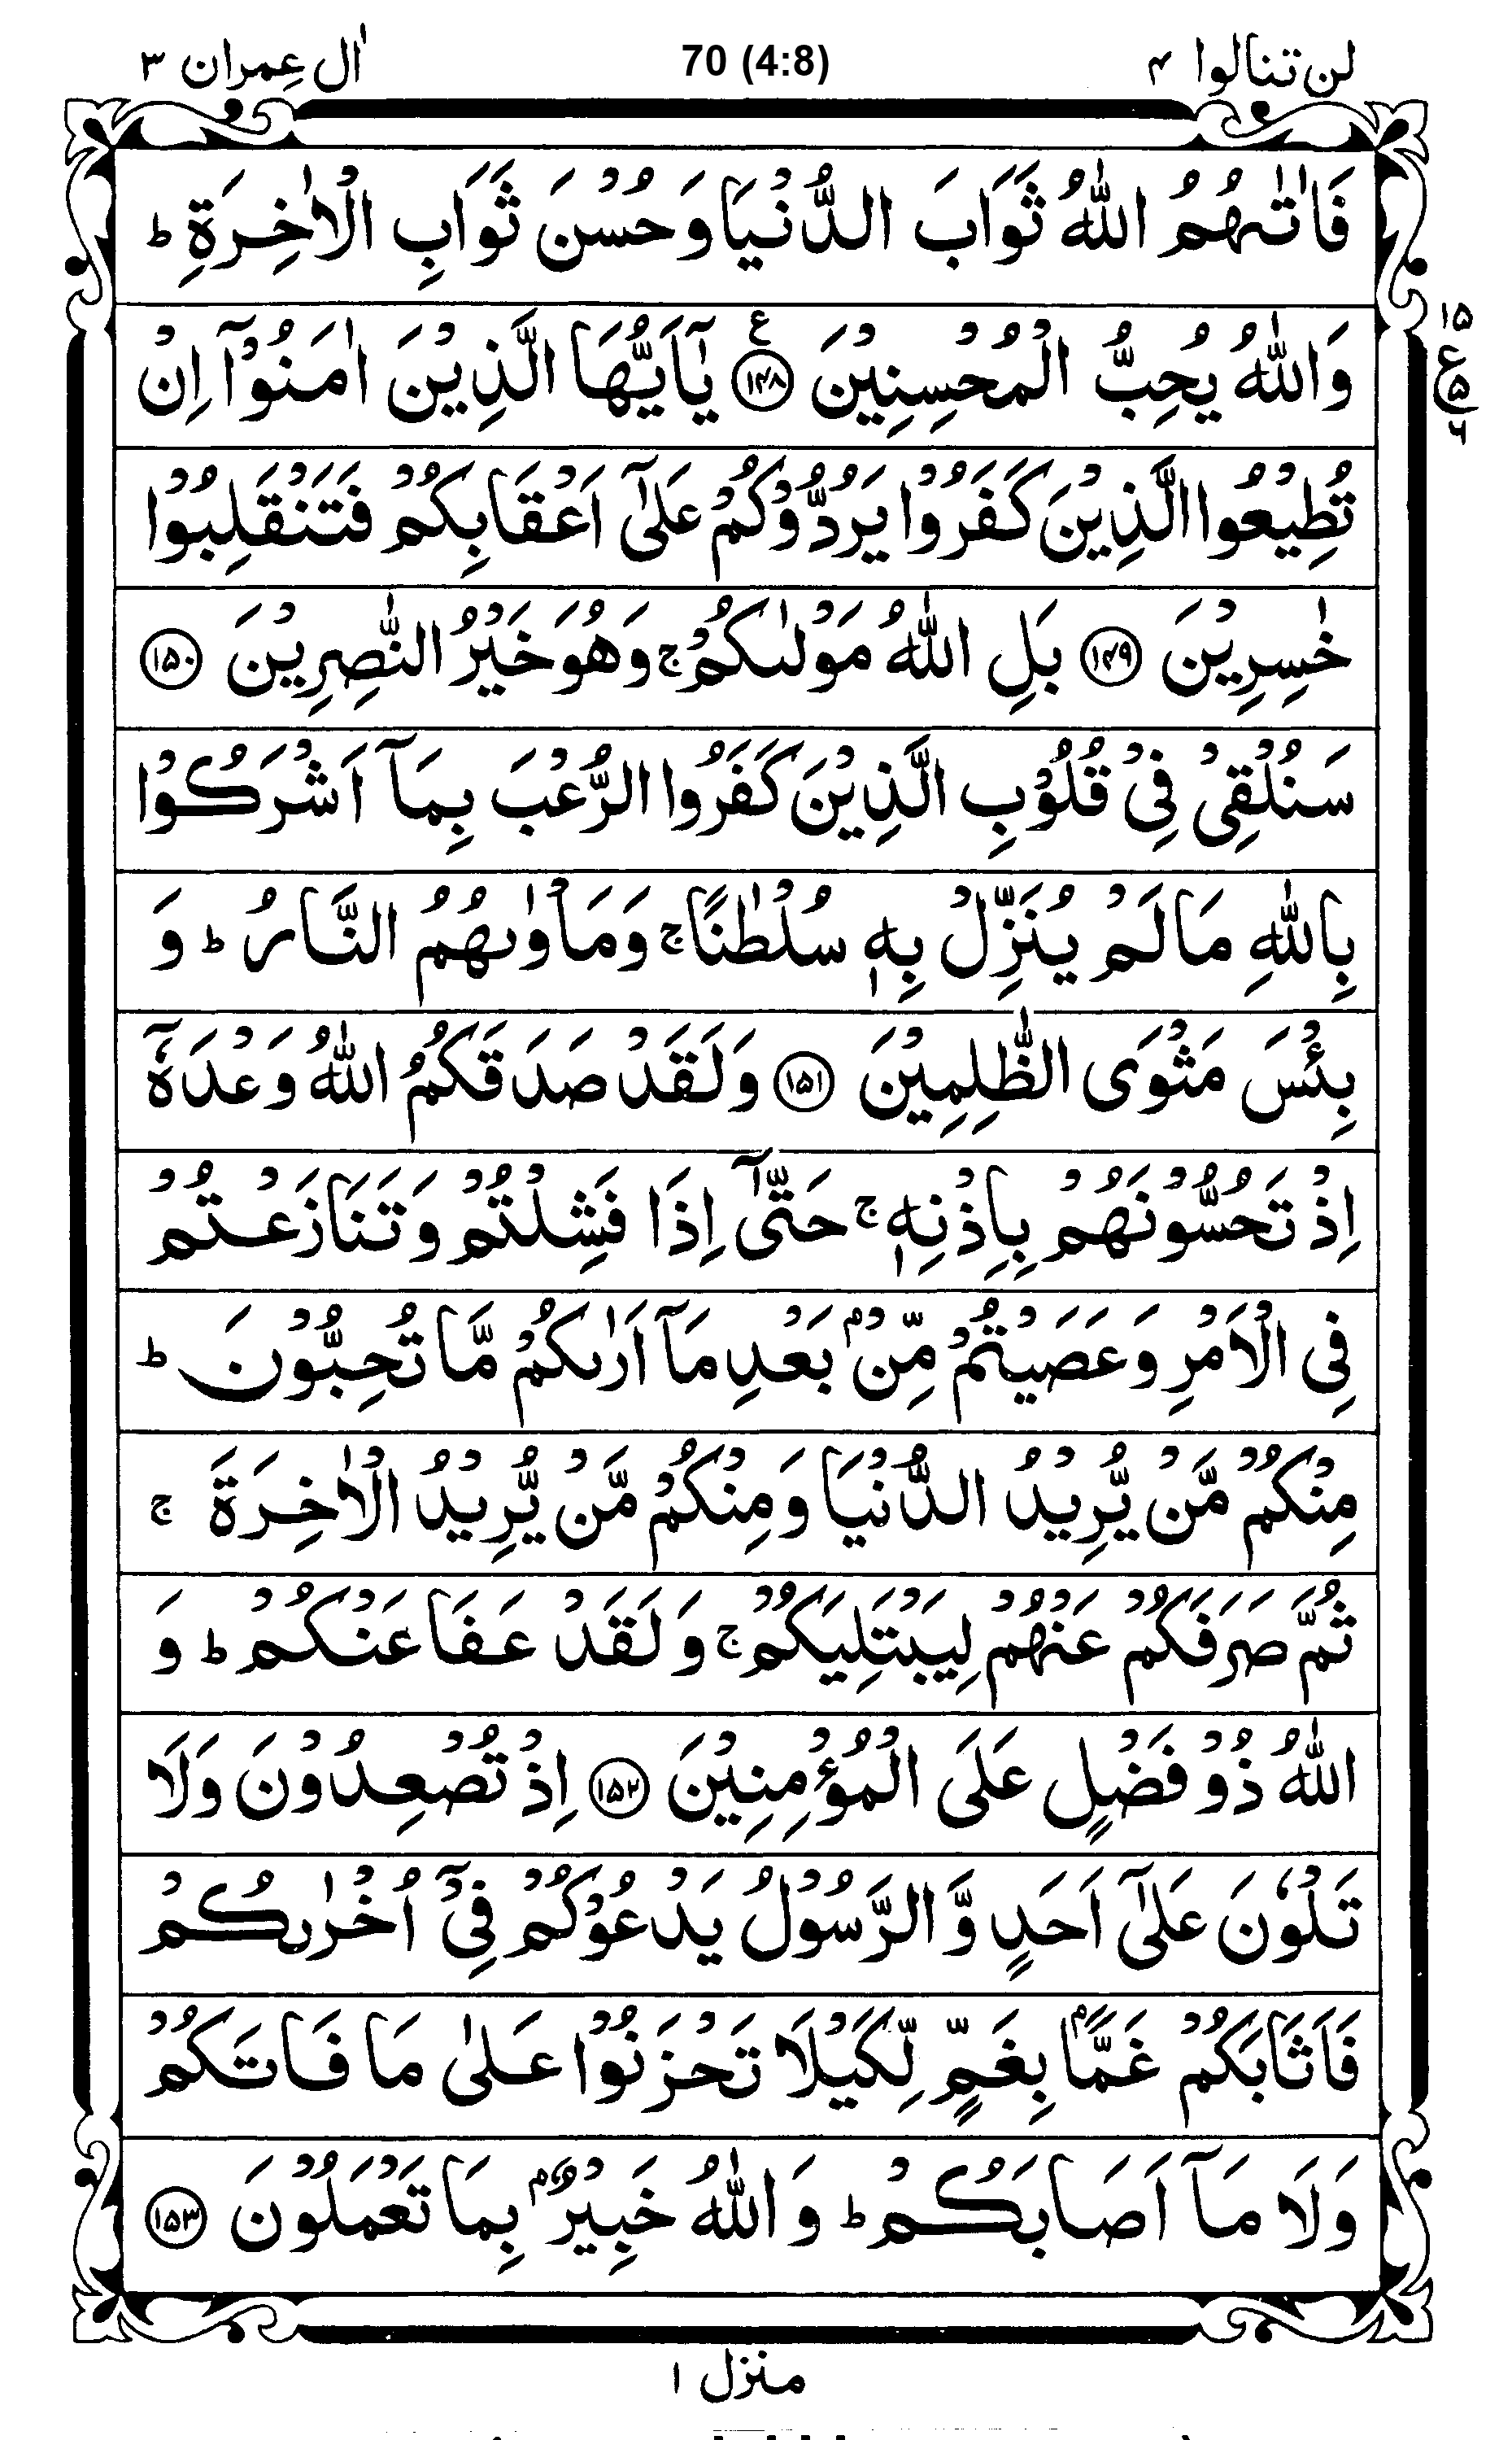 لن تنالوا ۴ 70 (4:8) اٰل عِمران ۳
فَاٰتٰىهُمُ اللّٰهُ ثَوَابَ الدُّنْيَا وَحُسْنَ ثَوَابِ الْاٰخِرَةِ ؕ
وَاللّٰهُ يُحِبُّ الْمُحْسِنِيْنَ ۝۱۴۸ ع يٰۤاَيُّهَا الَّذِيْنَ اٰمَنُوْۤا اِنْ
۱۵
ع
۵
۶
تُطِيْعُوا الَّذِيْنَ كَفَرُوْا يَرُدُّوْكُمْ عَلٰۤى اَعْقَابِكُمْ فَتَنْقَلِبُوْا
خٰسِرِيْنَ ۝۱۴۹ بَلِ اللّٰهُ مَوْلٰىكُمْ ۚ وَهُوَ خَيْرُ النّٰصِرِيْنَ ۝۱۵۰
سَنُلْقِيْ فِيْ قُلُوْبِ الَّذِيْنَ كَفَرُوا الرُّعْبَ بِمَاۤ اَشْرَكُوْا
بِاللّٰهِ مَا لَمْ يُنَزِّلْ بِهٖ سُلْطٰنًا ۚ وَمَاْوٰىهُمُ النَّارُ ؕ وَ
بِئْسَ مَثْوَى الظّٰلِمِيْنَ ۝۱۵۱ وَلَقَدْ صَدَقَكُمُ اللّٰهُ وَعْدَهٗۤ
اِذْ تَحُسُّوْنَهُمْ بِاِذْنِهٖ ۚ حَتّٰۤى اِذَا فَشِلْتُمْ وَتَنَازَعْتُمْ
فِى الْاَمْرِ وَعَصَيْتُمْ مِّنْۢ بَعْدِ مَاۤ اَرٰىكُمْ مَّا تُحِبُّوْنَ ؕ
مِنْكُمْ مَّنْ يُّرِيْدُ الدُّنْيَا وَمِنْكُمْ مَّنْ يُّرِيْدُ الْاٰخِرَةَ ۚ
ثُمَّ صَرَفَكُمْ عَنْهُمْ لِيَبْتَلِيَكُمْ ۚ وَلَقَدْ عَفَا عَنْكُمْ ؕ وَ
اللّٰهُ ذُوْ فَضْلٍ عَلَى الْمُؤْمِنِيْنَ ۝۱۵۲ اِذْ تُصْعِدُوْنَ وَلَا
تَلْوٗنَ عَلٰۤى اَحَدٍ وَّالرَّسُوْلُ يَدْعُوْكُمْ فِيْۤ اُخْرٰىكُمْ
فَاَثَابَكُمْ غَمًّۢا بِغَمٍّ لِّكَيْلَا تَحْزَنُوْا عَلٰى مَا فَاتَكُمْ
وَلَا مَاۤ اَصَابَكُمْ ؕ وَاللّٰهُ خَبِيْرٌۢ بِمَا تَعْمَلُوْنَ ۝۱۵۳
منزل ۱